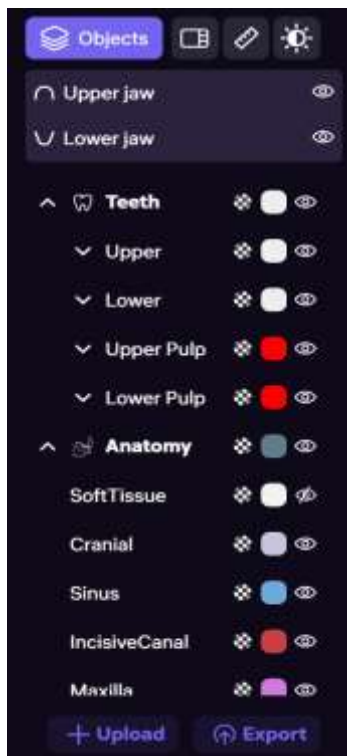 Objects
Upper jaw
Lower jaw
Teeth
Upper
Lower
Upper Pulp
Lower Pulp
Anatomy
SoftTissue
Cranial
Sinus
IncisiveCanal
Maxilla
+ Upload Export